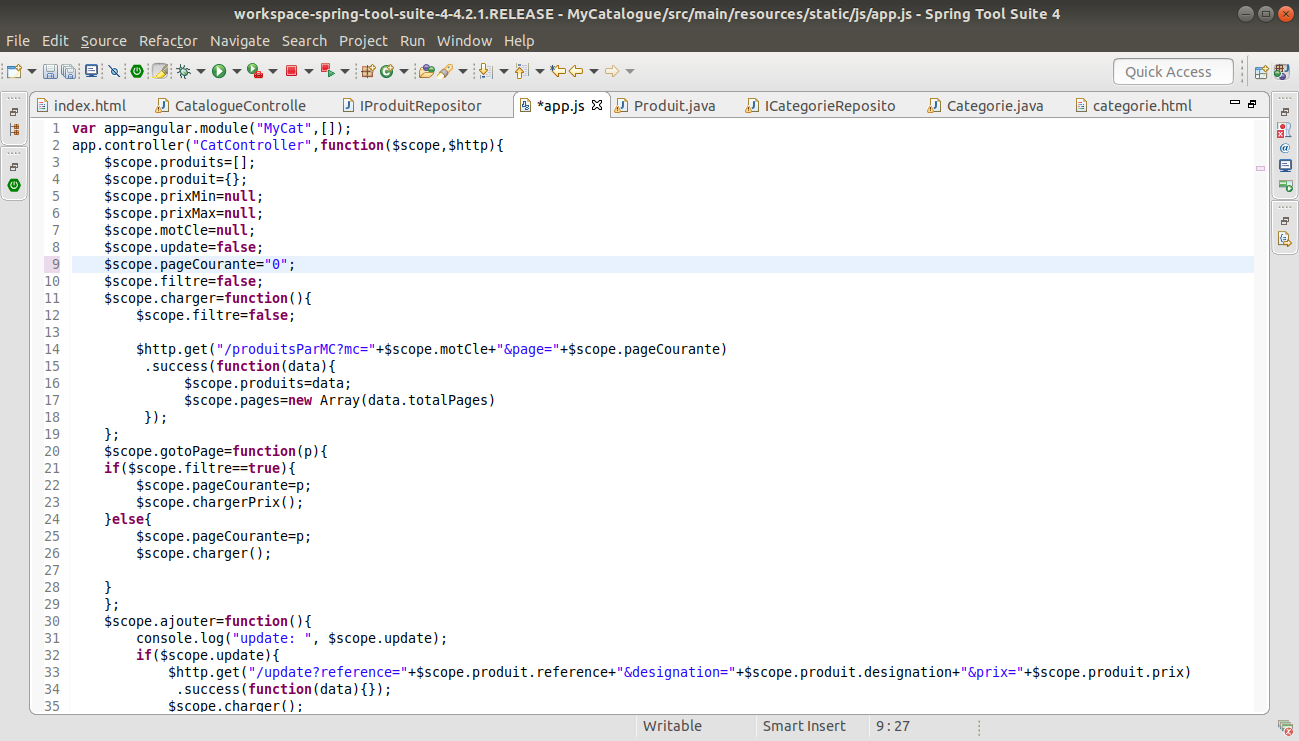 workspace-spring-tool-suite-4-4.2.1.RELEASE - MyCatalogue/src/main/resources/static/js/app.js - Spring Tool Suite 4
File Edit Source Refactor Navigate Search Project Run Window Help
Quick Access
index.html CatalogueControlle IProduitRepositor *app.js Produit.java ICategorieReposito Categorie.java categorie.html
1 var app=angular.module("MyCat",[]);
2 app.controller("CatController",function($scope,$http){
3 $scope.produits=[];
4 $scope.produit={};
5 $scope.prixMin=null;
6 $scope.prixMax=null;
7 $scope.motCle=null;
8 $scope.update=false;
9 $scope.pageCourante="0";
10 $scope.filtre=false;
11 $scope.charger=function(){
12 $scope.filtre=false;
13
14 $http.get("/produitsParMC?mc="+$scope.motCle+"&page="+$scope.pageCourante)
15 .success(function(data){
16 $scope.produits=data;
17 $scope.pages=new Array(data.totalPages)
18 });
19 };
20 $scope.gotoPage=function(p){
21 if($scope.filtre==true){
22 $scope.pageCourante=p;
23 $scope.chargerPrix();
24 }else{
25 $scope.pageCourante=p;
26 $scope.charger();
27
28 }
29 };
30 $scope.ajouter=function(){
31 console.log("update: ", $scope.update);
32 if($scope.update){
33 $http.get("/update?reference="+$scope.produit.reference+"&designation="+$scope.produit.designation+"&prix="+$scope.produit.prix)
34 .success(function(data){});
35 $scope.charger();
Writable Smart Insert 9 : 27